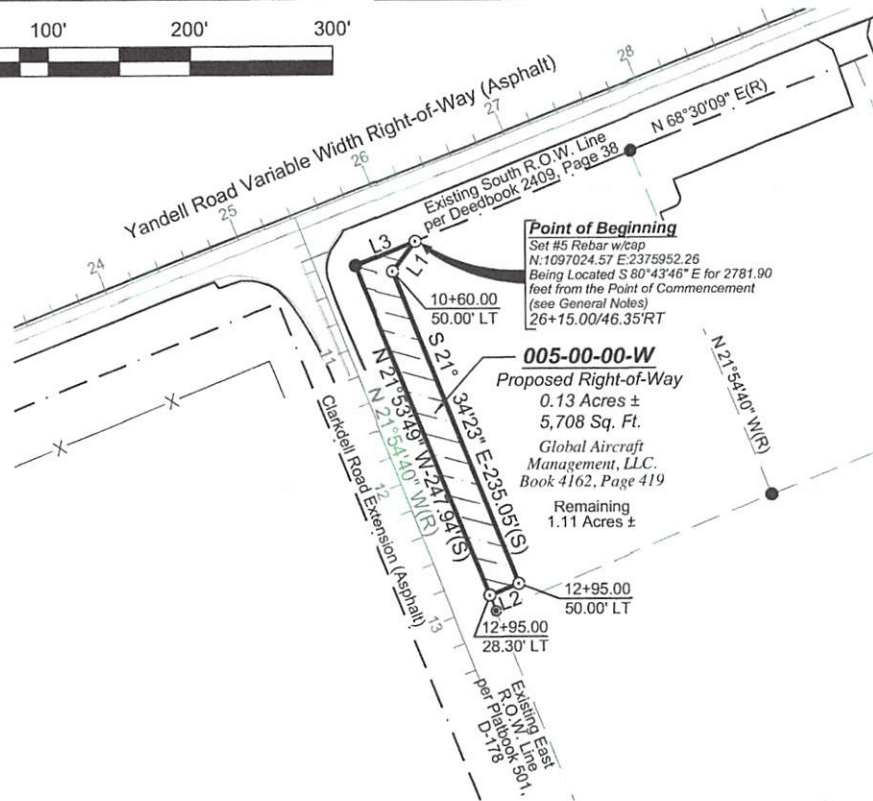 100' 200' 300'
Yandell Road Variable Width Right-of-Way (Asphalt)
24
25
26
27
28
Existing South R.O.W. Line
per Deedbook 2409, Page 38
N 68°30'09" E(R)
L3
L1
Point of Beginning
Set #5 Rebar w/cap
N:1097024.57 E:2375952.26
Being Located S 80°43'46" E for 2781.90
feet from the Point of Commencement
(see General Notes)
26+15.00/46.35'RT
10+60.00
50.00' LT
005-00-00-W
Proposed Right-of-Way
0.13 Acres ±
5,708 Sq. Ft.
Global Aircraft
Management, LLC.
Book 4162, Page 419
Remaining
1.11 Acres ±
S 21° 34'23" E-235.05'(S)
N 21°53'49" W-247.94'(S)
N 21°54'40" W(R)
N 21°54'40" W(R)
11
12
13
Clarkdell Road Extension (Asphalt)
X X
L2
12+95.00
50.00' LT
12+95.00
28.30' LT
Existing East
R.O.W. Line
per Platbook 501,
D-178